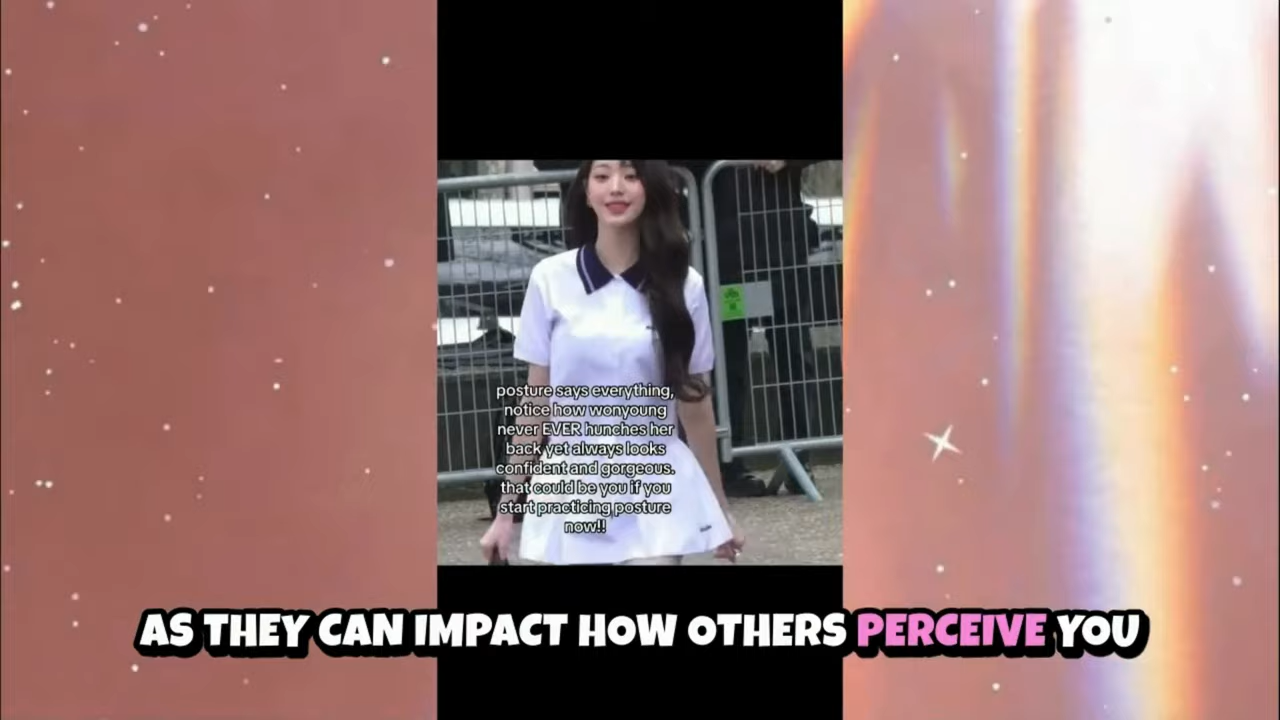 posture says everything,
notice how wonyoung
never EVER hunches her
back yet always looks
confident and gorgeous.
that could be you if you
start practicing posture
now!!
AS THEY CAN IMPACT HOW OTHERS PERCEIVE YOU